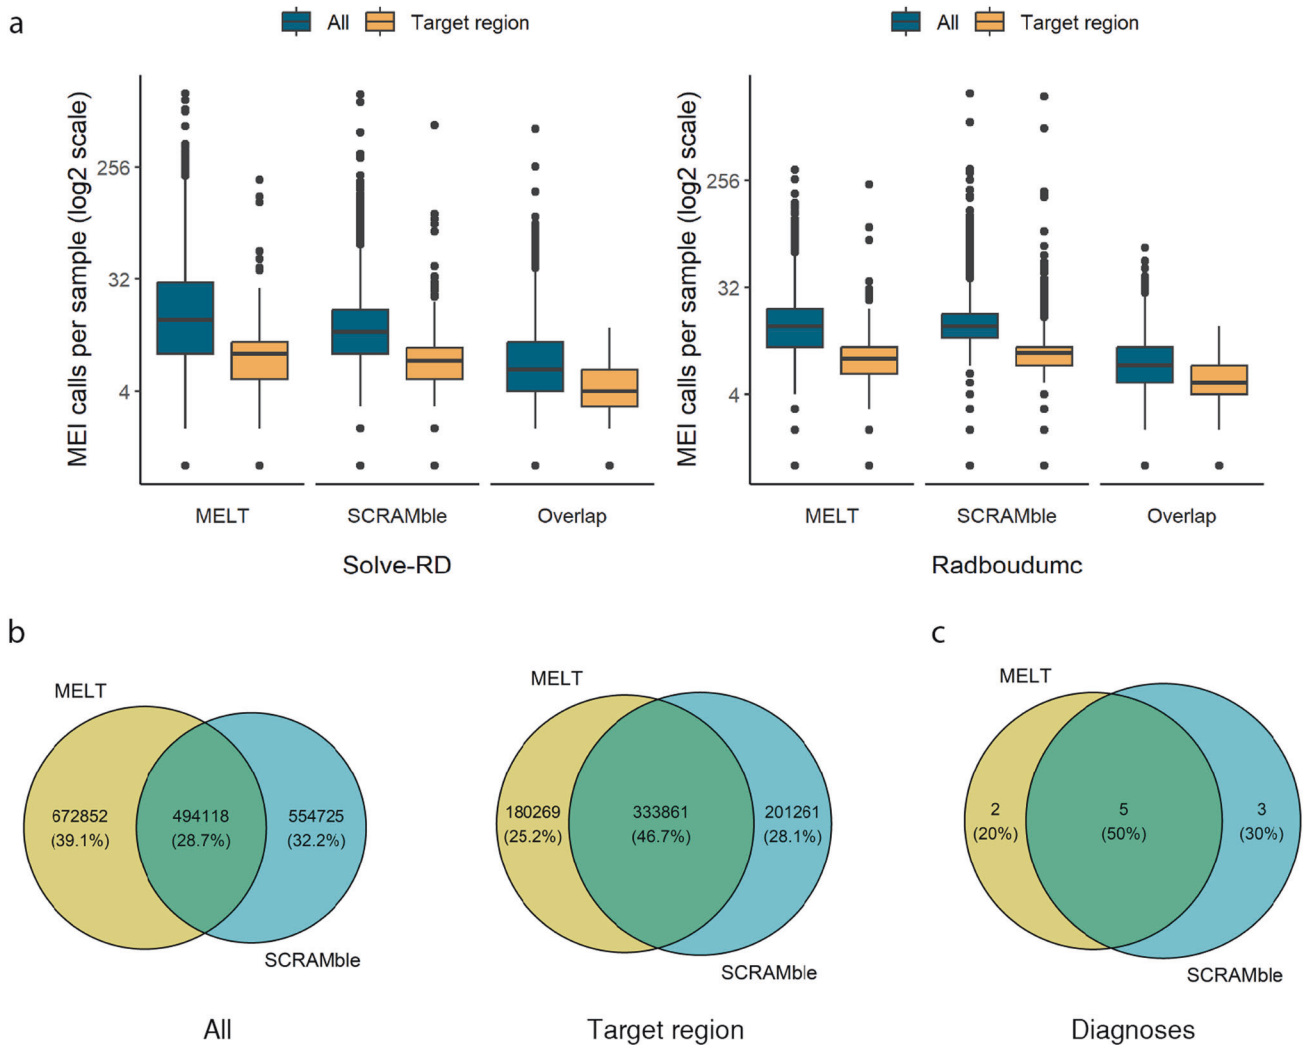 a
All
Target region
All
Target region
MEI calls per sample (log2 scale)
256
32
4
MELT
SCRAMble
Overlap
Solve-RD
MEI calls per sample (log2 scale)
256
32
4
MELT
SCRAMble
Overlap
Radboudumc
b
MELT
672852
(39.1%)
494118
(28.7%)
554725
(32.2%)
SCRAMble
All
MELT
180269
(25.2%)
333861
(46.7%)
201261
(28.1%)
SCRAMble
Target region
c
MELT
2
(20%)
5
(50%)
3
(30%)
SCRAMble
Diagnoses